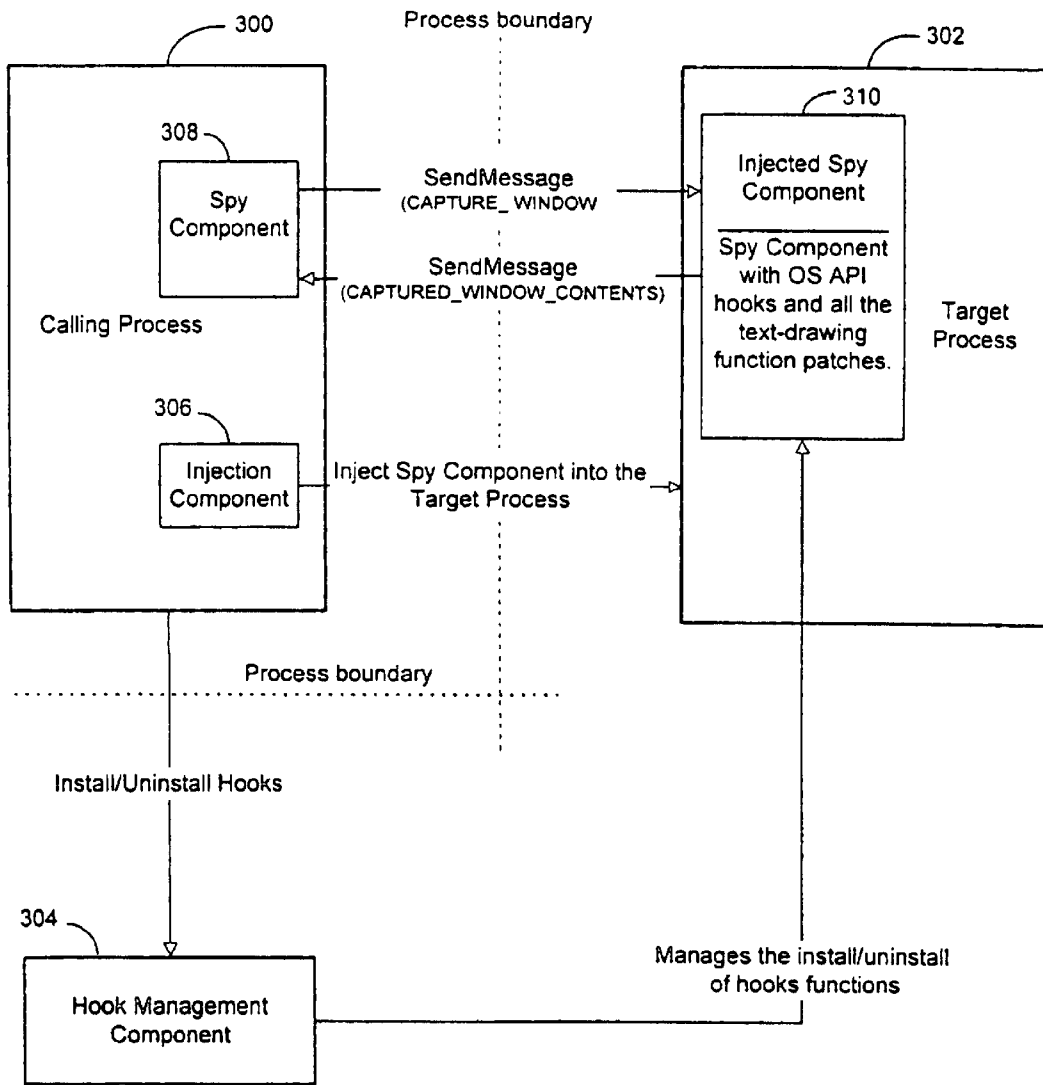 300
Process boundary
302
310
308
Spy
Component
SendMessage
(CAPTURE_ WINDOW
Injected Spy
Component
SendMessage
(CAPTURED_WINDOW_CONTENTS)
Spy Component
with OS API
hooks and all the
text-drawing
function patches.
Calling Process
Target
Process
306
Injection
Component
Inject Spy Component into the
Target Process
Process boundary
Install/Uninstall Hooks
304
Hook Management
Component
Manages the install/uninstall
of hooks functions